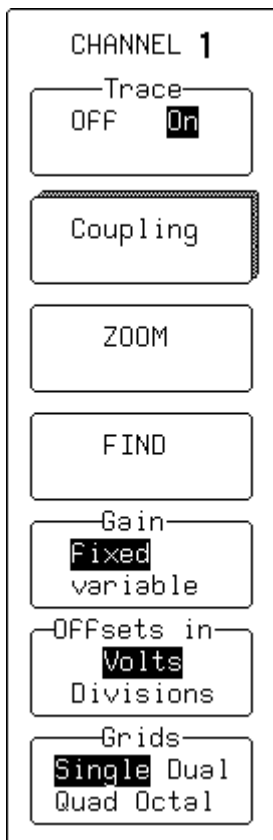 CHANNEL 1
Trace
OFF On
Coupling
ZOOM
FIND
Gain
Fixed
variable
OFFsets in
Volts
Divisions
Grids
Single Dual
Quad Octal